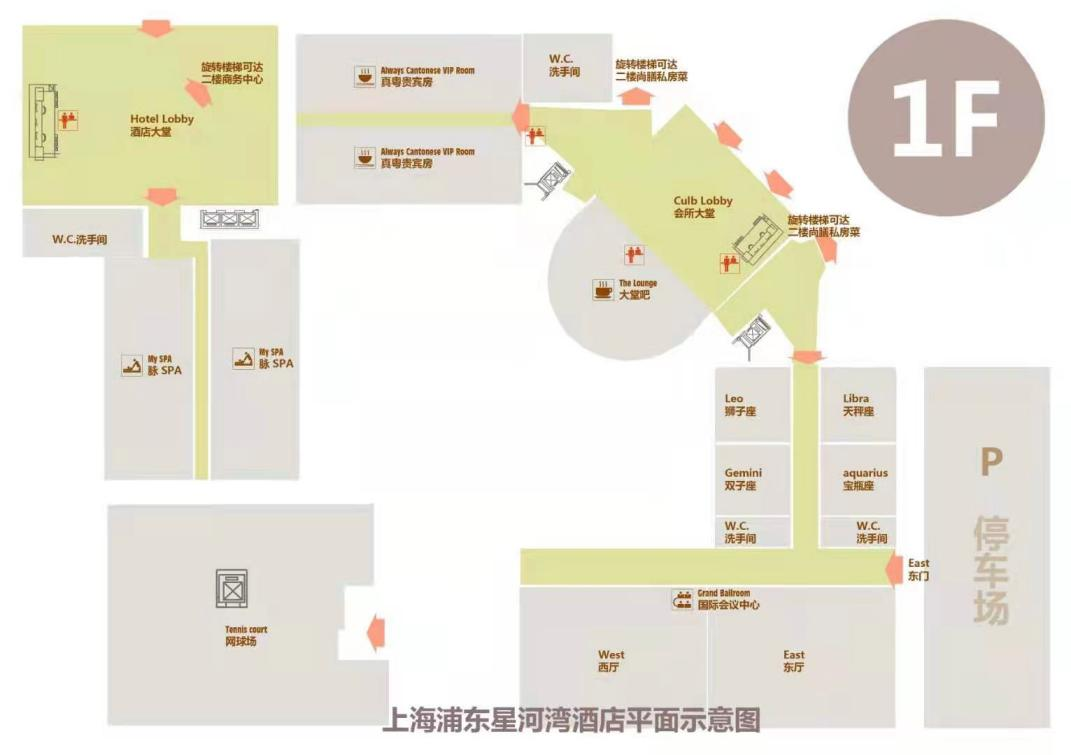 1F
旋转楼梯可达
二楼商务中心
Hotel Lobby
酒店大堂
Always Cantonese VIP Room
真粤贵宾房
W.C.
洗手间
旋转楼梯可达
二楼尚膳私房菜
Always Cantonese VIP Room
真粤贵宾房
Culb Lobby
会所大堂
旋转楼梯可达
二楼尚膳私房菜
W.C.洗手间
The Lounge
大堂吧
My SPA
脉 SPA
My SPA
脉 SPA
Leo
狮子座
Libra
天秤座
Gemini
双子座
aquarius
宝瓶座
W.C.
洗手间
W.C.
洗手间
P
停车场
East
东门
Grand Ballroom
国际会议中心
West
西厅
East
东厅
Tennis court
网球场
上海浦东星河湾酒店平面示意图